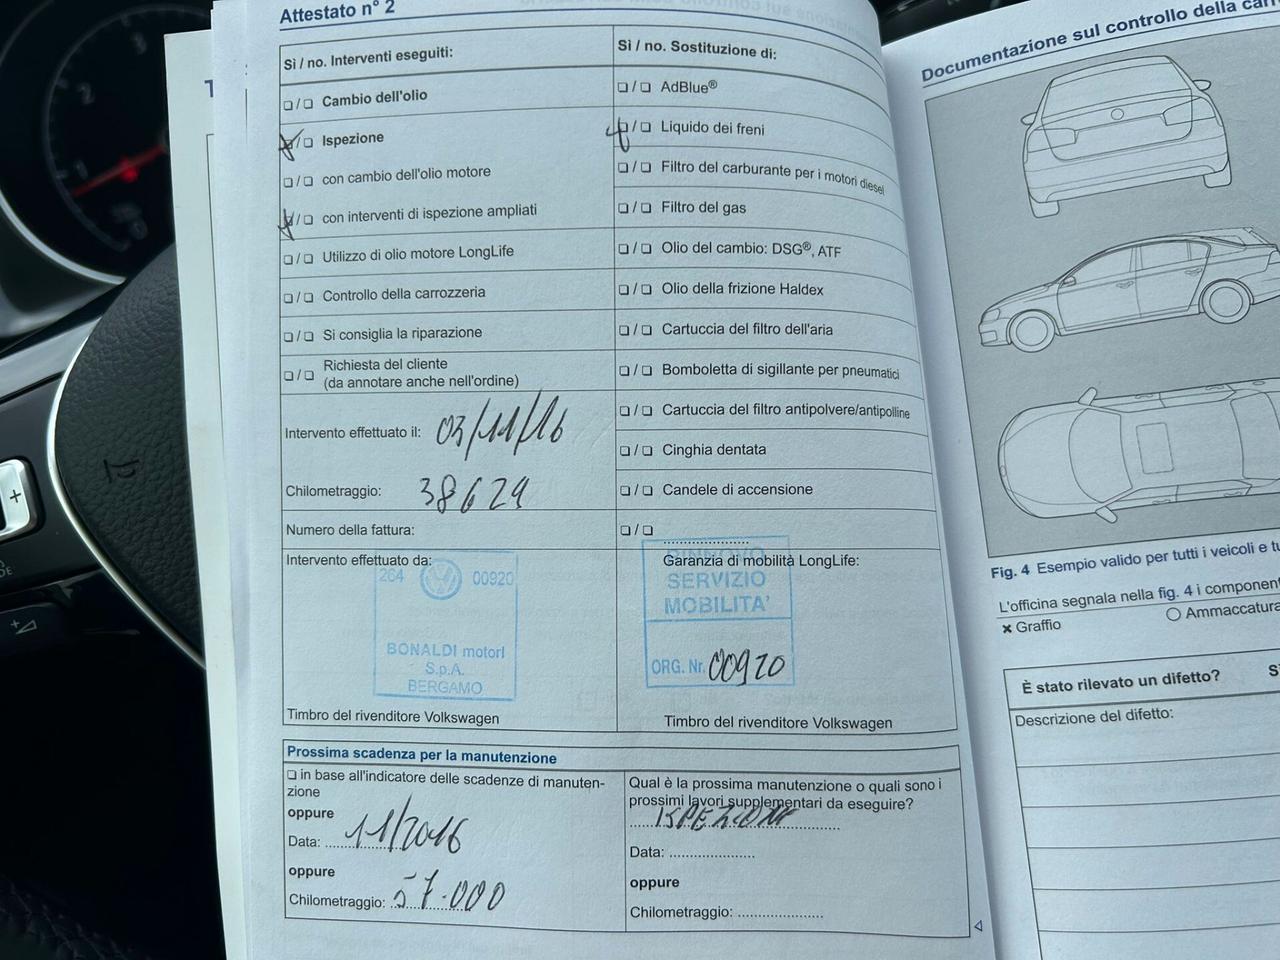 Attestato n° 2
Sì / no. Interventi eseguiti:
❏ / ❏ Cambio dell'olio
❏ / ❏ Ispezione
❏ / ❏ con cambio dell'olio motore
❏ / ❏ con interventi di ispezione ampliati
❏ / ❏ Utilizzo di olio motore LongLife
❏ / ❏ Controllo della carrozzeria
❏ / ❏ Si consiglia la riparazione
❏ / ❏ Richiesta del cliente
(da annotare anche nell'ordine)
Intervento effettuato il: 03/11/16
Chilometraggio: 38629
Numero della fattura:
Intervento effettuato da:
264 00920
BONALDI motori
S.p.A.
BERGAMO
Timbro del rivenditore Volkswagen
Sì / no. Sostituzione di:
❏ / ❏ AdBlue®
❏ / ❏ Liquido dei freni
❏ / ❏ Filtro del carburante per i motori diesel
❏ / ❏ Filtro del gas
❏ / ❏ Olio del cambio: DSG®, ATF
❏ / ❏ Olio della frizione Haldex
❏ / ❏ Cartuccia del filtro dell'aria
❏ / ❏ Bomboletta di sigillante per pneumatici
❏ / ❏ Cartuccia del filtro antipolvere/antipolline
❏ / ❏ Cinghia dentata
❏ / ❏ Candele di accensione
❏ / ❏ ....................
Garanzia di mobilità LongLife:
RINNOVO
SERVIZIO
MOBILITA'
ORG. Nr. 00920
Timbro del rivenditore Volkswagen
Prossima scadenza per la manutenzione
❏ in base all'indicatore delle scadenze di manuten-
zione
oppure
Data: 11/2016
oppure
Chilometraggio: 57.000
Qual è la prossima manutenzione o quali sono i
prossimi lavori supplementari da eseguire?
ISPEZIONE
Data: ....................
oppure
Chilometraggio: ....................
Documentazione sul controllo della
Fig. 4 Esempio valido per tutti i veicoli e
L'officina segnala nella fig. 4 i
✖ Graffio
○ Ammaccatura
È stato rilevato un difetto?
Descrizione del difetto:
3
2
1